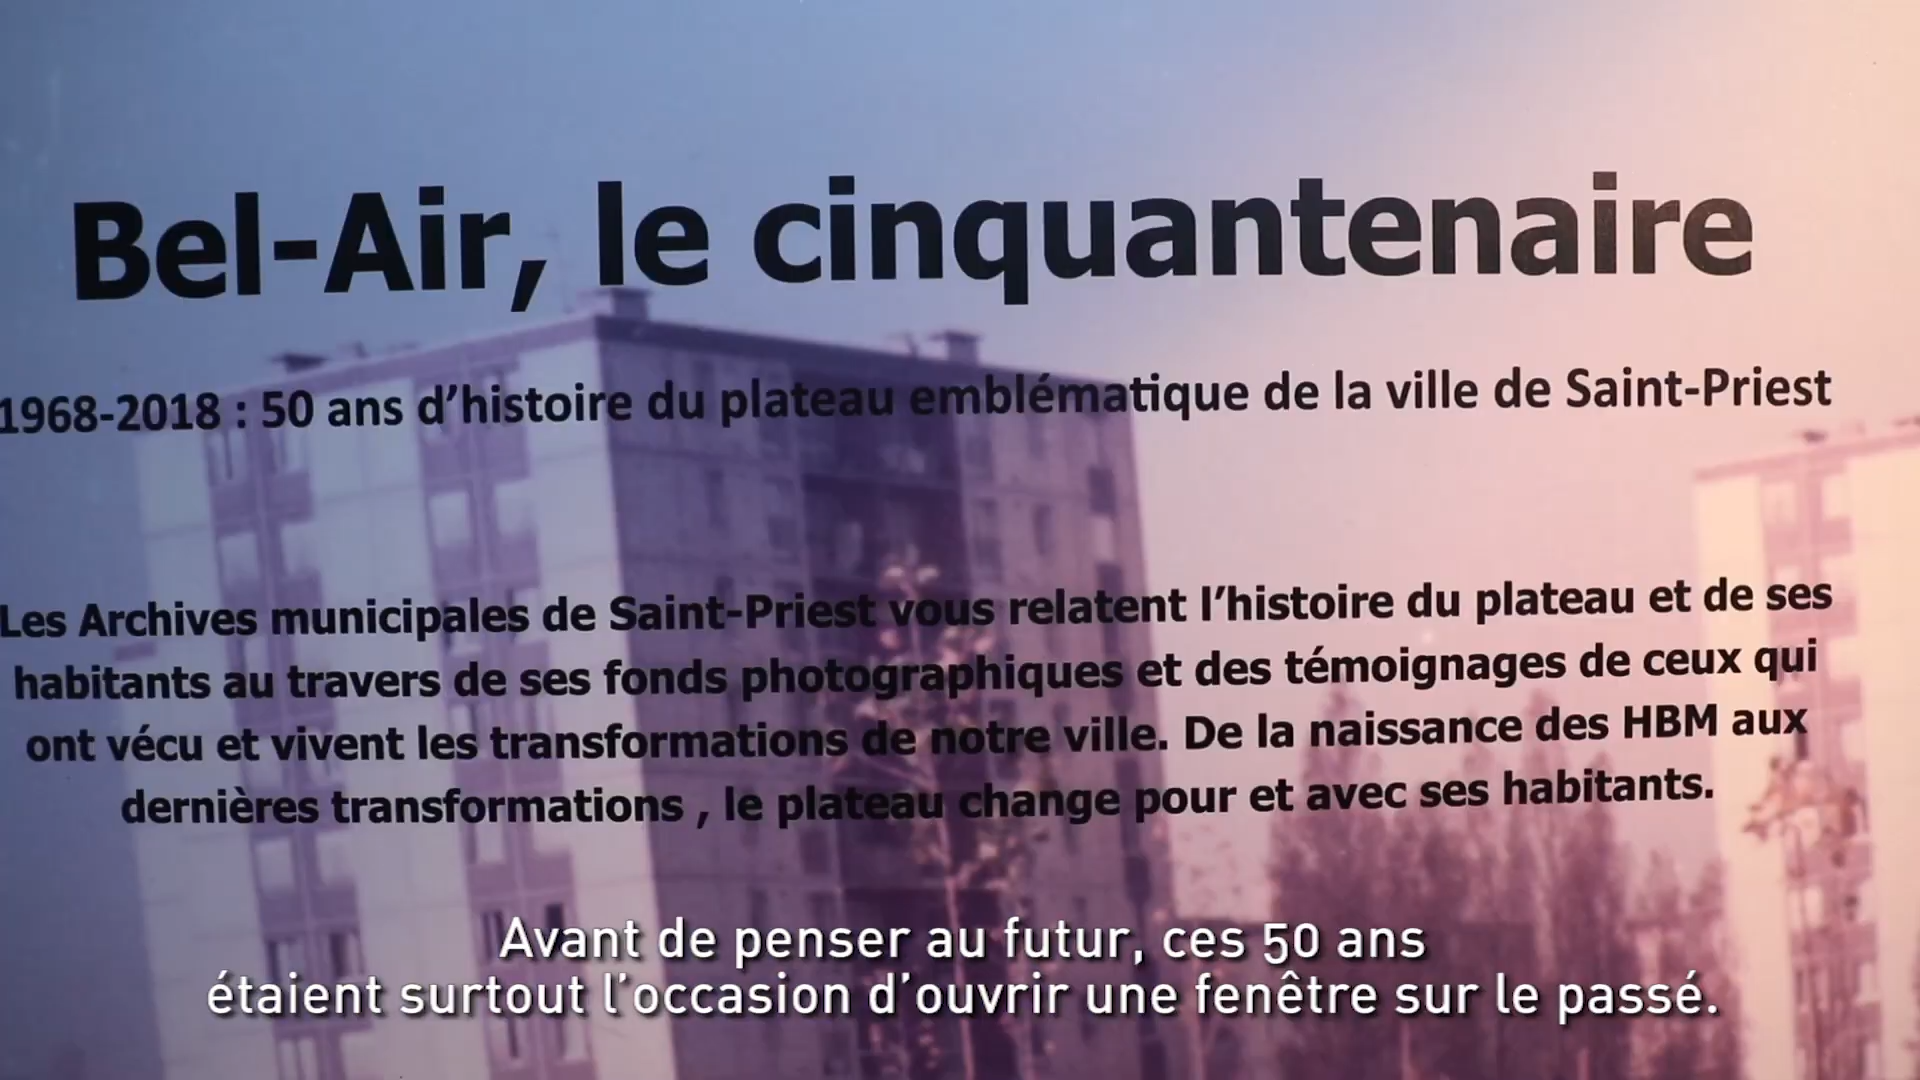 Bel-Air, le cinquantenaire
1968-2018 : 50 ans d’histoire du plateau emblématique de la ville de Saint-Priest
Les Archives municipales de Saint-Priest vous relatent l’histoire du plateau et de ses
habitants au travers de ses fonds photographiques et des témoignages de ceux qui
ont vécu et vivent les transformations de notre ville. De la naissance des HBM aux
dernières transformations , le plateau change pour et avec ses habitants.
Avant de penser au futur, ces 50 ans
étaient surtout l’occasion d’ouvrir une fenêtre sur le passé.